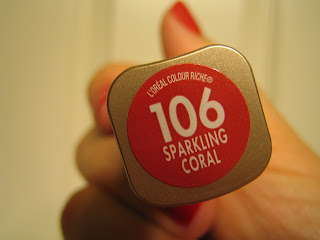 L'ORÉAL COLOUR RICHE®
106
SPARKLING
CORAL